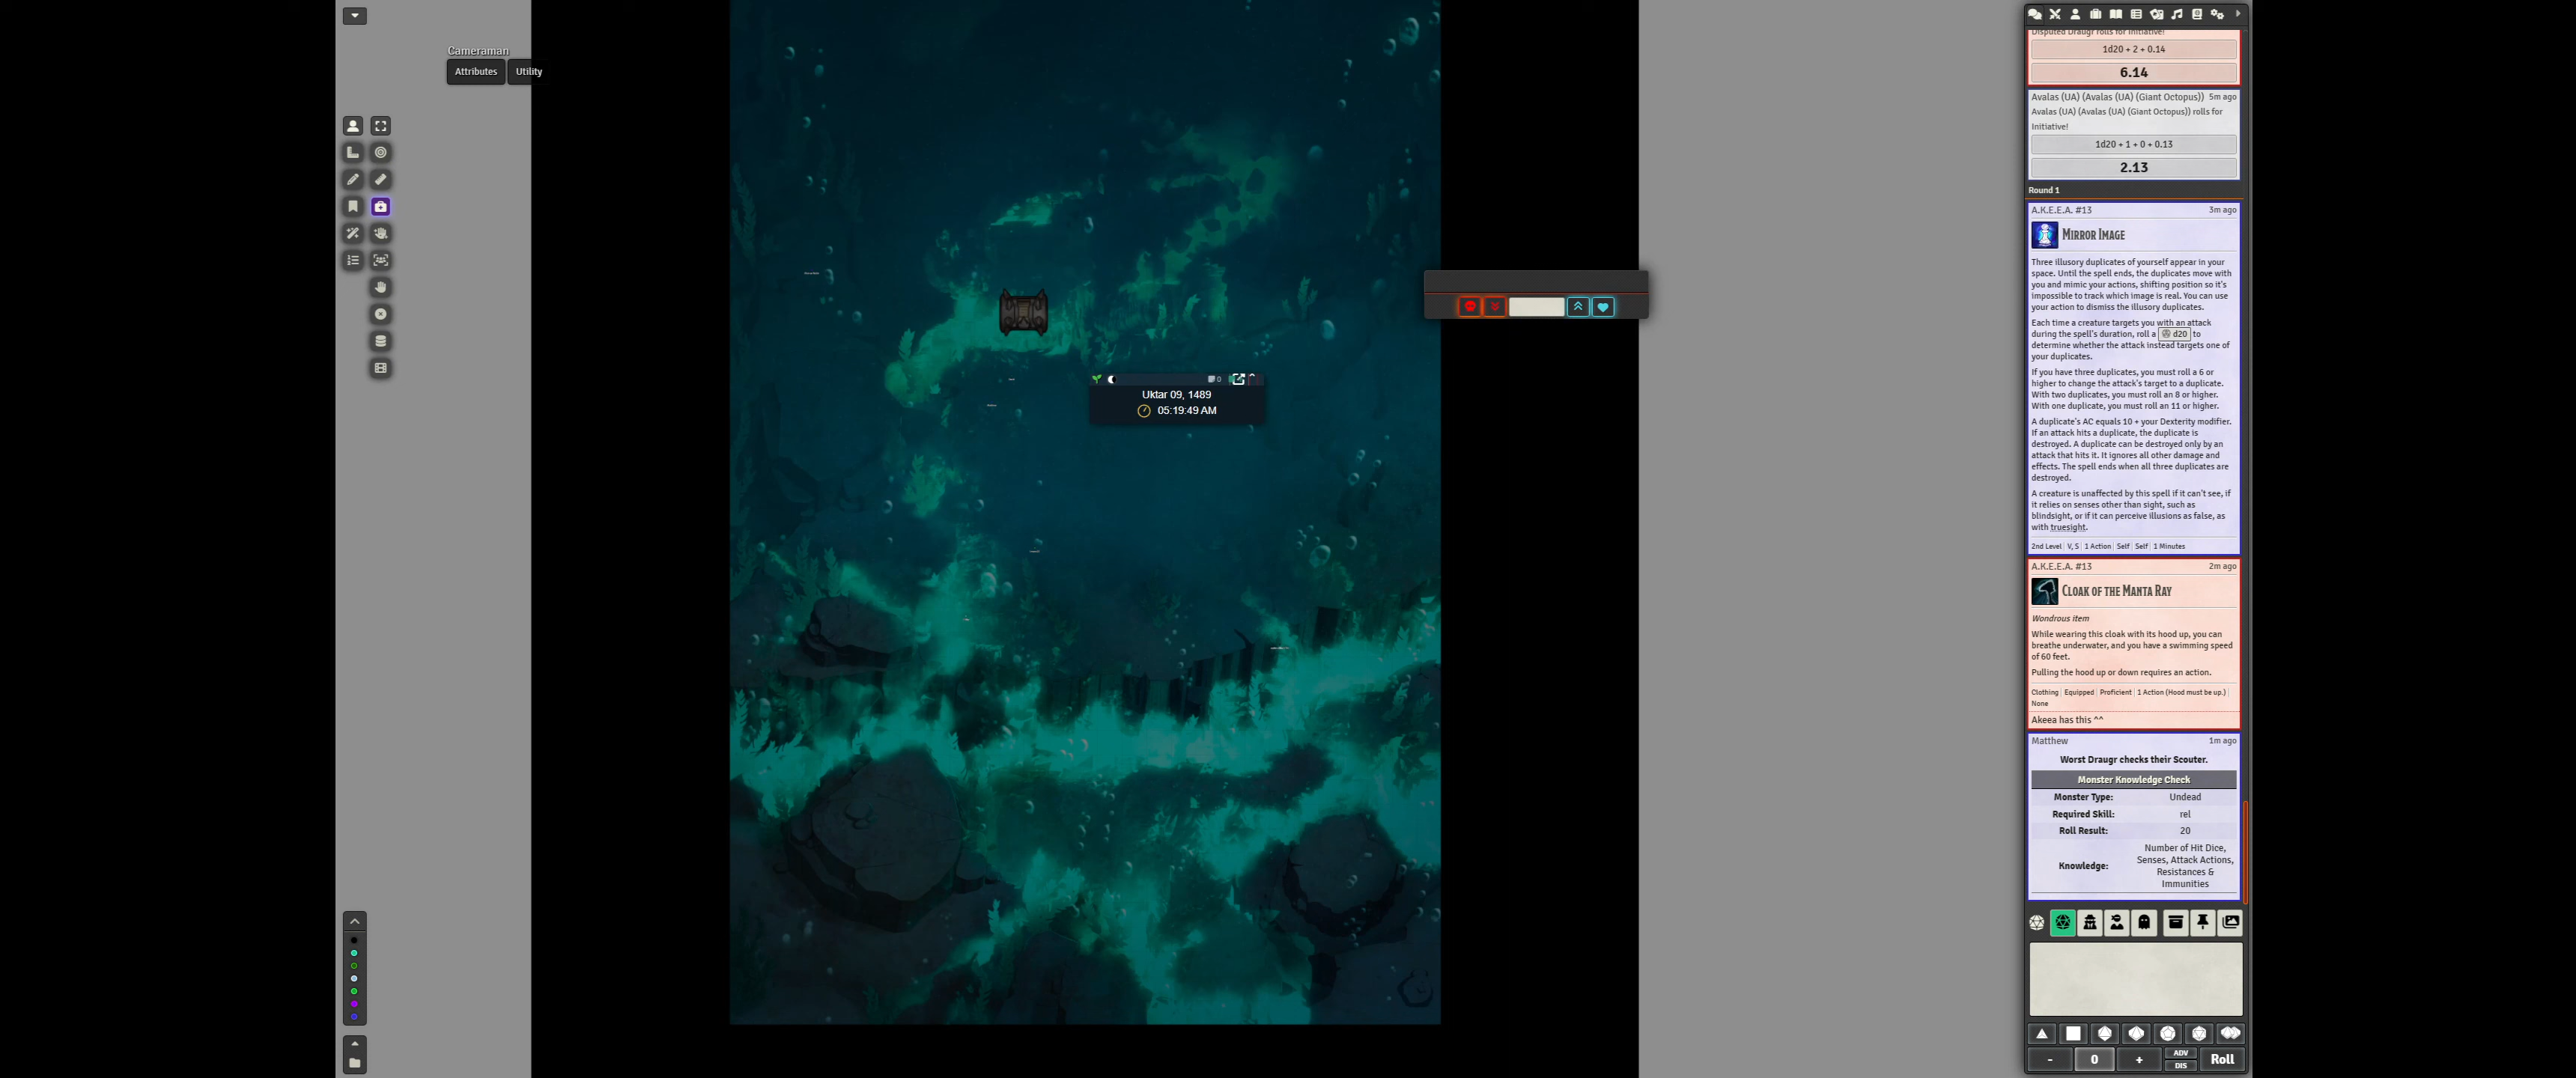 Cameraman
Attributes
Utility
Uktar 09, 1489
05:19:49 AM
0
Disputed Draugr rolls for Initiative!
1d20 + 2 + 0.14
6.14
Avalas (UA) (Avalas (UA) (Giant Octopus)) 5m ago
Avalas (UA) (Avalas (UA) (Giant Octopus)) rolls for
Initiative!
1d20 + 1 + 0 + 0.13
2.13
Round 1
A.K.E.E.A. #13 3m ago
Mirror Image
Three illusory duplicates of yourself appear in your
space. Until the spell ends, the duplicates move with
you and mimic your actions, shifting position so it's
impossible to track which image is real. You can use
your action to dismiss the illusory duplicates.
Each time a creature targets you with an attack
during the spell's duration, roll a d20 to
determine whether the attack instead targets one of
your duplicates.
If you have three duplicates, you must roll a 6 or
higher to change the attack's target to a duplicate.
With two duplicates, you must roll an 8 or higher.
With one duplicate, you must roll an 11 or higher.
A duplicate's AC equals 10 + your Dexterity modifier.
If an attack hits a duplicate, the duplicate is
destroyed. A duplicate can be destroyed only by an
attack that hits it. It ignores all other damage and
effects. The spell ends when all three duplicates are
destroyed.
A creature is unaffected by this spell if it can't see, if
it relies on senses other than sight, such as
blindsight, or if it can perceive illusions as false, as
with truesight.
2nd Level V, S 1 Action Self Self 1 Minutes
A.K.E.E.A. #13 2m ago
Cloak of the Manta Ray
Wondrous item
While wearing this cloak with its hood up, you can
breathe underwater, and you have a swimming speed
of 60 feet.
Pulling the hood up or down requires an action.
Clothing Equipped Proficient 1 Action (Hood must be up.)
None
Akeea has this ^^
Matthew 1m ago
Worst Draugr checks their Scouter.
Monster Knowledge Check
Monster Type: Undead
Required Skill: rel
Roll Result: 20
Knowledge: Number of Hit Dice,
Senses, Attack Actions,
Resistances &
Immunities
- 0 + ADV
DIS
Roll